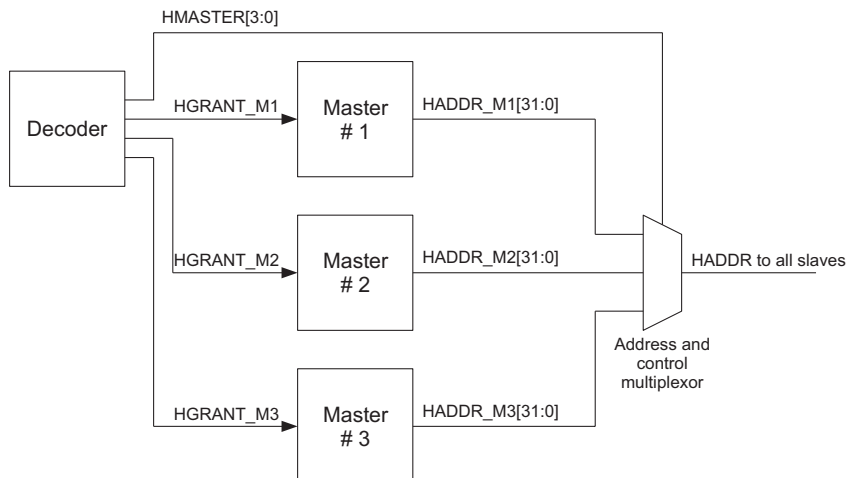 HMASTER[3:0]
Decoder
HGRANT_M1
Master
# 1
HADDR_M1[31:0]
HGRANT_M2
Master
# 2
HADDR_M2[31:0]
HADDR to all slaves
Address and
control
multiplexor
HGRANT_M3
Master
# 3
HADDR_M3[31:0]